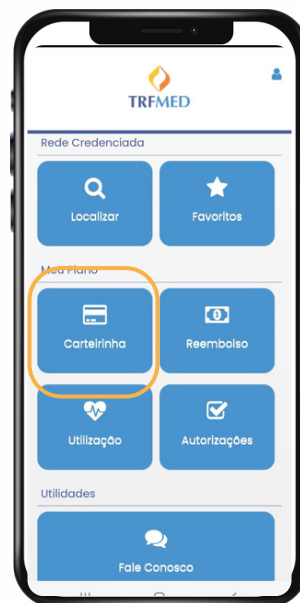 TRFMED
Rede Credenciada
Localizar
Favoritos
Meu Plano
Carteirinha
Reembolso
Utilização
Autorizações
Utilidades
Fale Conosco